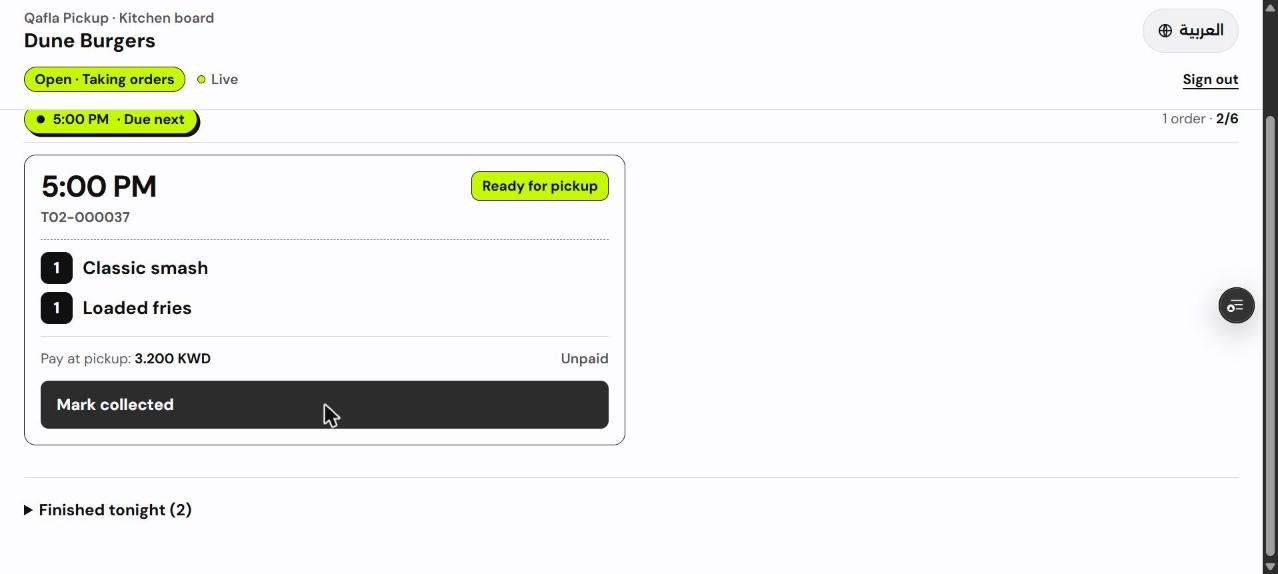 Qafla Pickup · Kitchen board
Dune Burgers
العربية
Open · Taking orders
Live
Sign out
5:00 PM · Due next
1 order · 2/6
5:00 PM
Ready for pickup
T02-000037
1 Classic smash
1 Loaded fries
Pay at pickup: 3.200 KWD
Unpaid
Mark collected
Finished tonight (2)